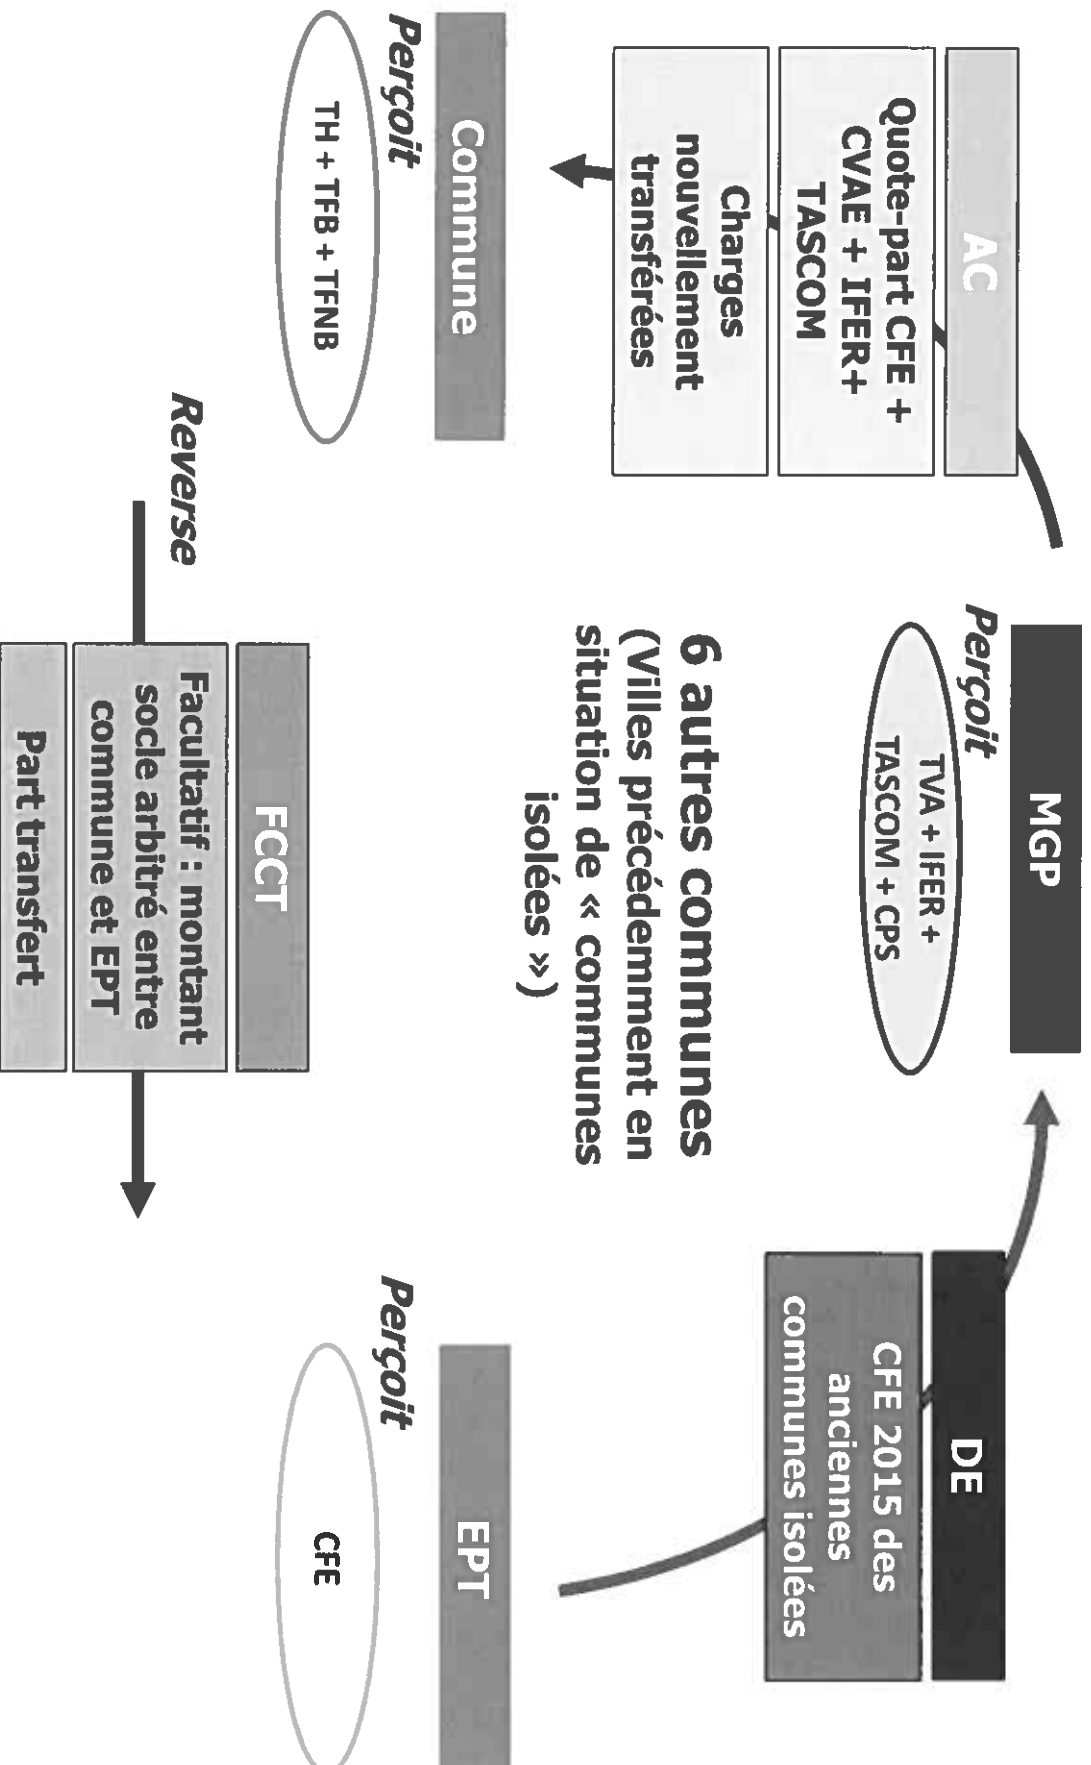 MGP
Perçoit
TVA + IFER +
TASCOM + CPS
AC
Quote-part CFE +
CVAE + IFER+
TASCOM
Charges
nouvellement
transférées
DE
CFE 2015 des
anciennes
communes isolées
6 autres communes
(Villes précédemment en
situation de « communes
isolées »)
Commune
Perçoit
TH + TFB + TFNB
EPT
Perçoit
CFE
Reverse
FCCT
Facultatif : montant
socle arbitré entre
commune et EPT
Part transfert